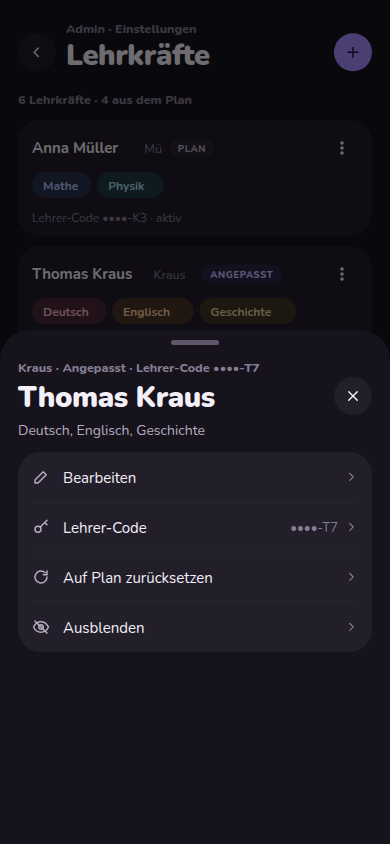 Admin · Einstellungen
Lehrkräfte
6 Lehrkräfte · 4 aus dem Plan
Anna Müller Mü PLAN
Mathe Physik
Lehrer-Code ••••-K3 · aktiv
Thomas Kraus Kraus ANGEPASST
Deutsch Englisch Geschichte
Kraus · Angepasst · Lehrer-Code ••••-T7
Thomas Kraus
Deutsch, Englisch, Geschichte
Bearbeiten
Lehrer-Code ••••-T7
Auf Plan zurücksetzen
Ausblenden